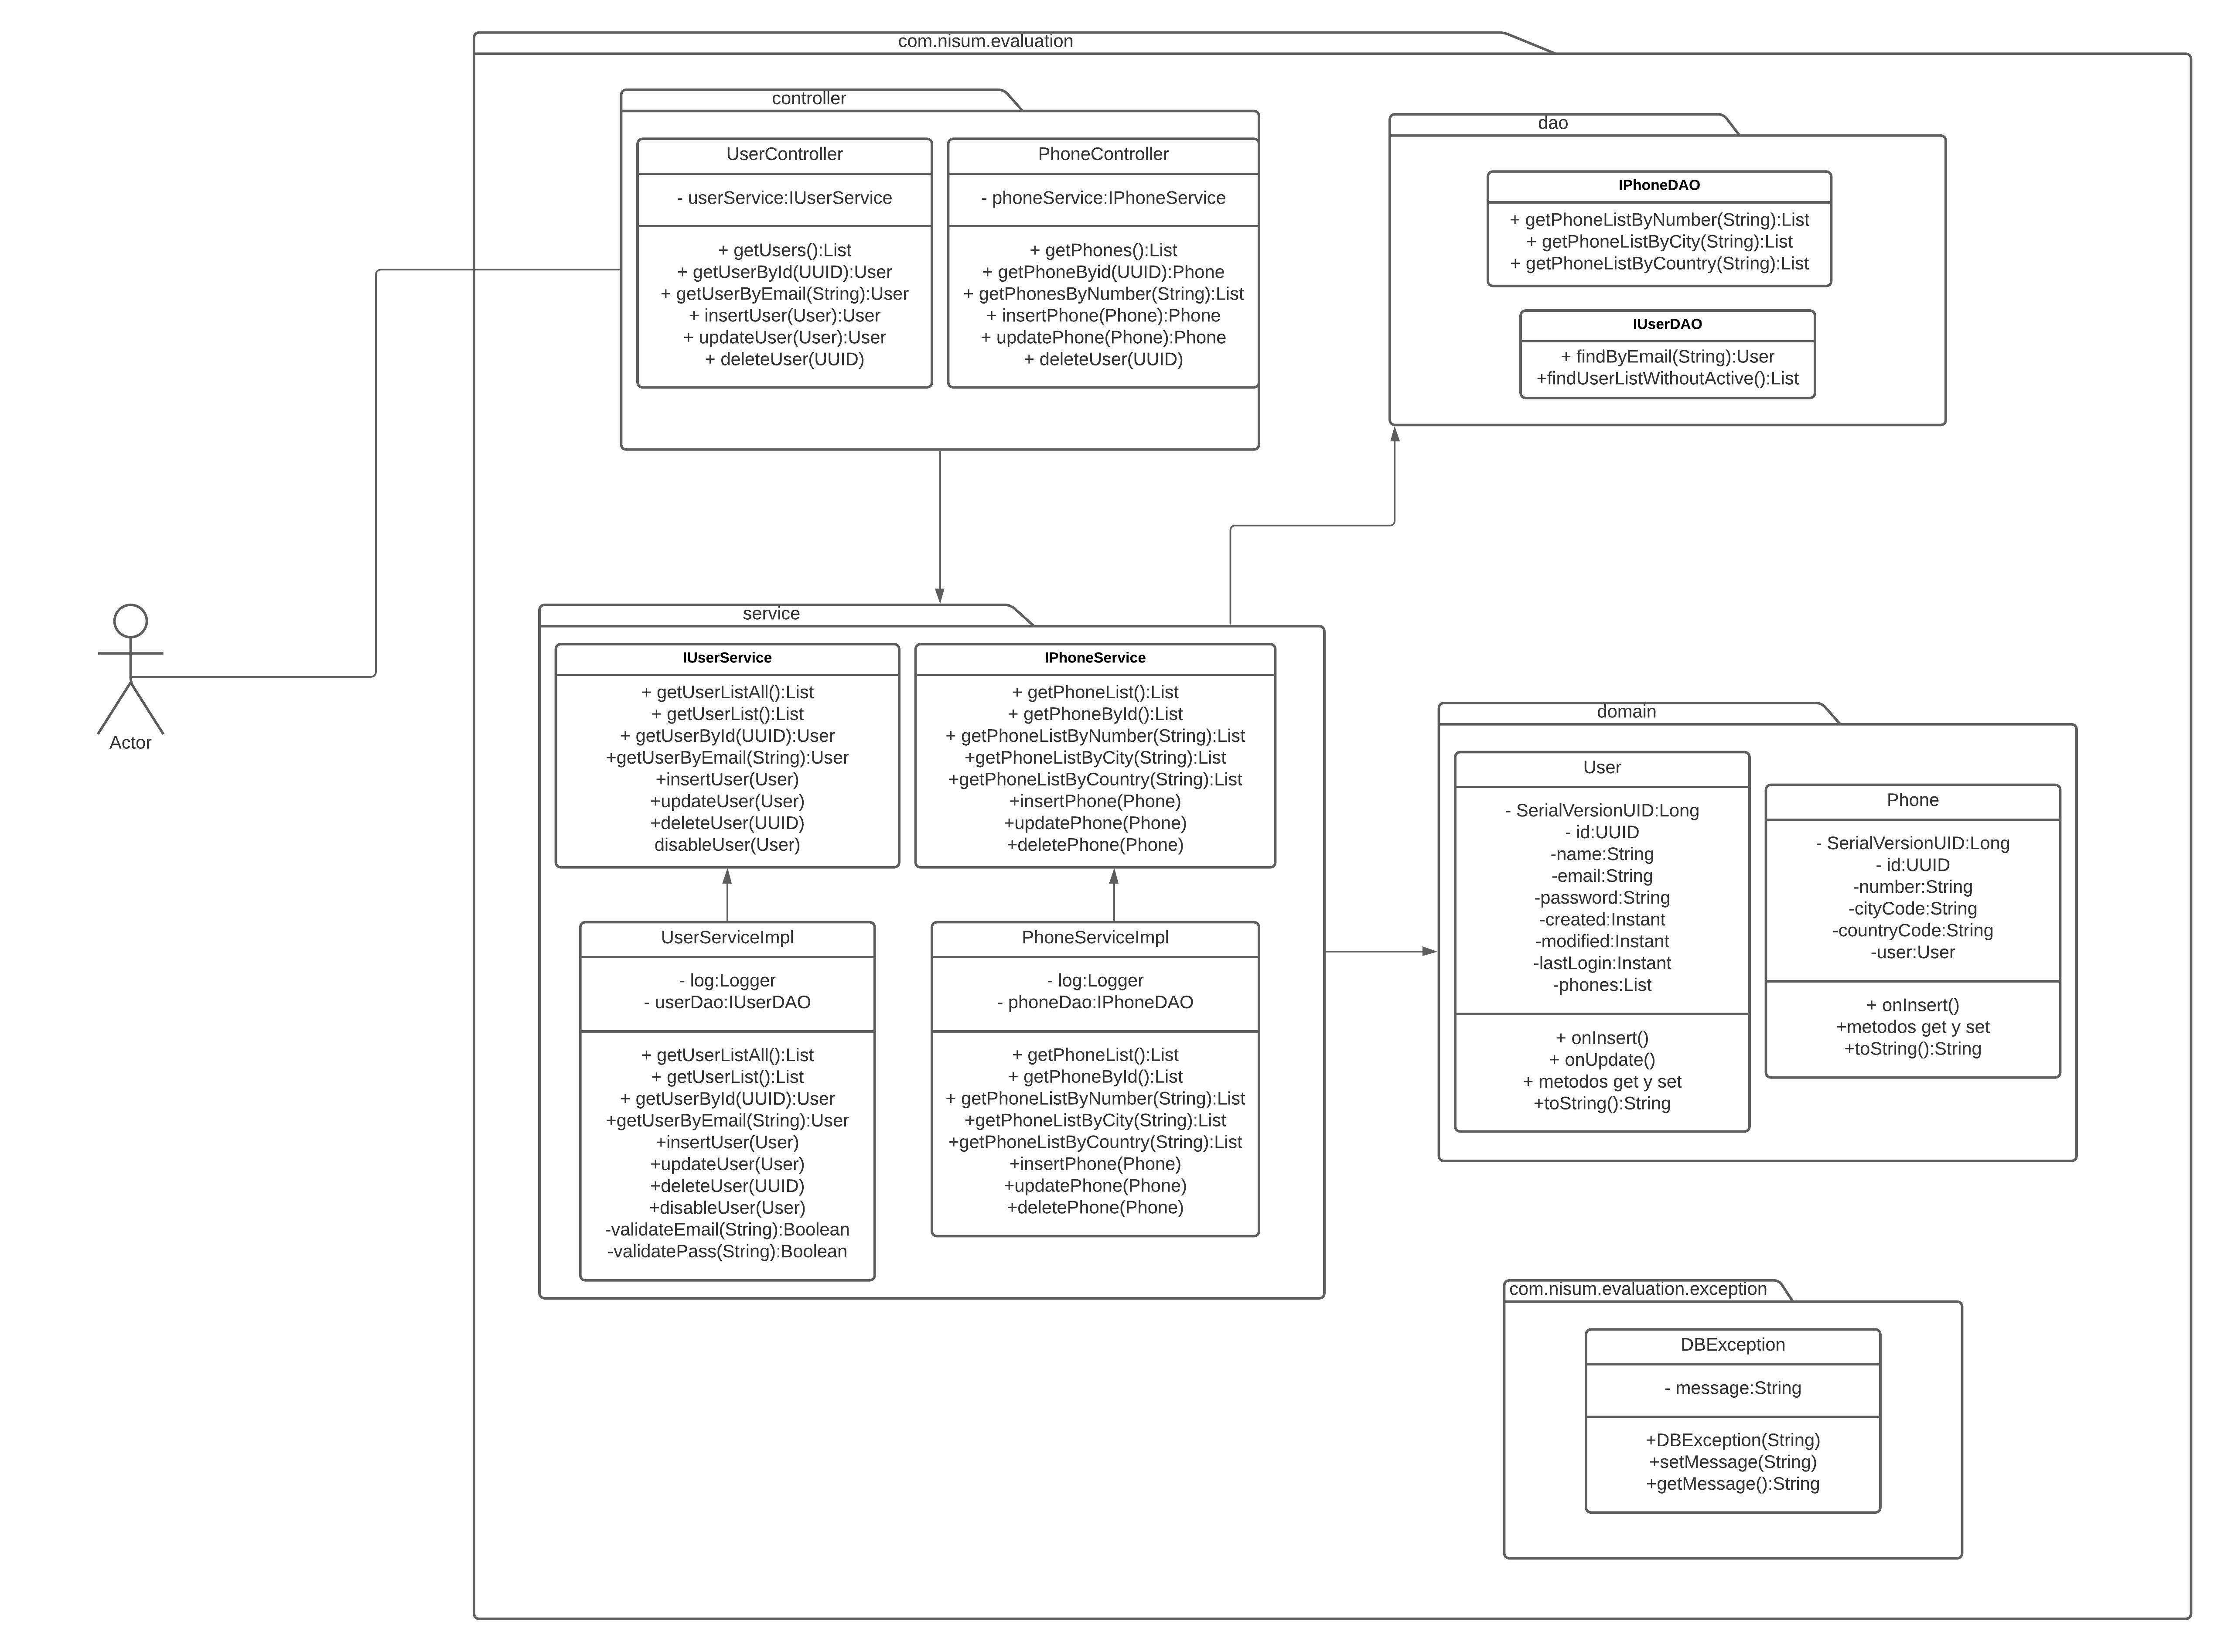 com.nisum.evaluation
controller
UserController
- userService:IUserService
+ getUsers():List
+ getUserById(UUID):User
+ getUserByEmail(String):User
+ insertUser(User):User
+ updateUser(User):User
+ deleteUser(UUID)
PhoneController
- phoneService:IPhoneService
+ getPhones():List
+ getPhoneByid(UUID):Phone
+ getPhonesByNumber(String):List
+ insertPhone(Phone):Phone
+ updatePhone(Phone):Phone
+ deleteUser(UUID)
dao
IPhoneDAO
+ getPhoneListByNumber(String):List
+ getPhoneListByCity(String):List
+ getPhoneListByCountry(String):List
IUserDAO
+ findByEmail(String):User
+findUserListWithoutActive():List
Actor
service
IUserService
+ getUserListAll():List
+ getUserList():List
+ getUserById(UUID):User
+getUserByEmail(String):User
+insertUser(User)
+updateUser(User)
+deleteUser(UUID)
disableUser(User)
IPhoneService
+ getPhoneList():List
+ getPhoneById():List
+ getPhoneListByNumber(String):List
+getPhoneListByCity(String):List
+getPhoneListByCountry(String):List
+insertPhone(Phone)
+updatePhone(Phone)
+deletePhone(Phone)
UserServiceImpl
- log:Logger
- userDao:IUserDAO
+ getUserListAll():List
+ getUserList():List
+ getUserById(UUID):User
+getUserByEmail(String):User
+insertUser(User)
+updateUser(User)
+deleteUser(UUID)
+disableUser(User)
-validateEmail(String):Boolean
-validatePass(String):Boolean
PhoneServiceImpl
- log:Logger
- phoneDao:IPhoneDAO
+ getPhoneList():List
+ getPhoneById():List
+ getPhoneListByNumber(String):List
+getPhoneListByCity(String):List
+getPhoneListByCountry(String):List
+insertPhone(Phone)
+updatePhone(Phone)
+deletePhone(Phone)
domain
User
- SerialVersionUID:Long
- id:UUID
-name:String
-email:String
-password:String
-created:Instant
-modified:Instant
-lastLogin:Instant
-phones:List
+ onInsert()
+ onUpdate()
+ metodos get y set
+toString():String
Phone
- SerialVersionUID:Long
- id:UUID
-number:String
-cityCode:String
-countryCode:String
-user:User
+ onInsert()
+metodos get y set
+toString():String
com.nisum.evaluation.exception
DBException
- message:String
+DBException(String)
+setMessage(String)
+getMessage():String